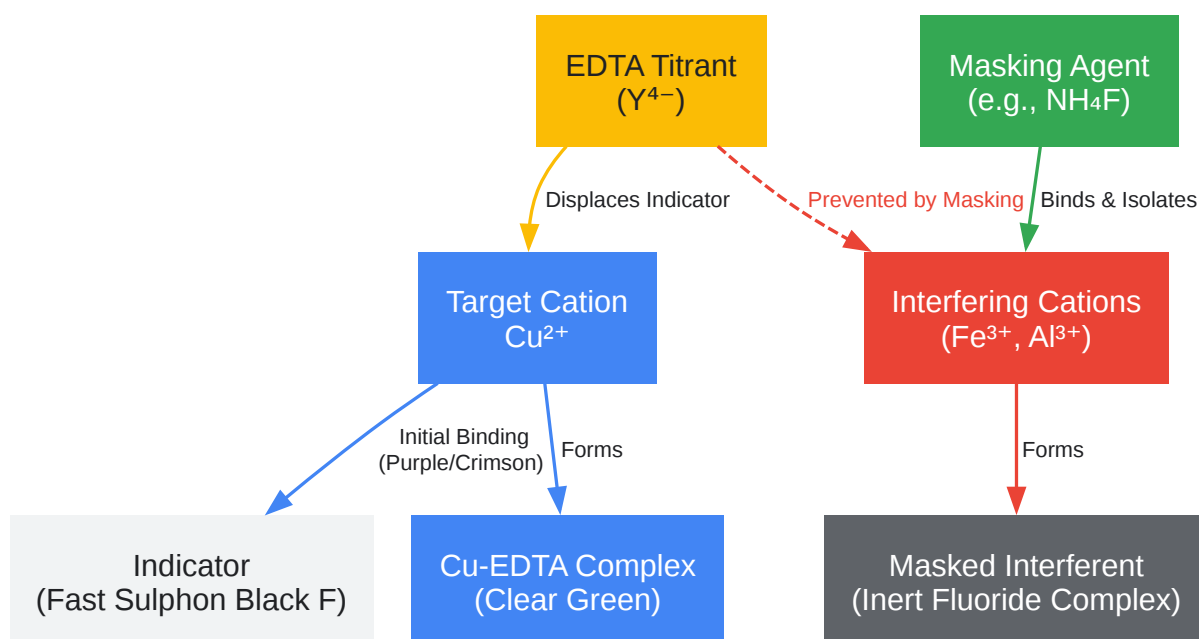 EDTA Titrant
(Y⁴⁻)
Masking Agent
(e.g., NH₄F)
Displaces Indicator
Prevented by Masking
Binds & Isolates
Target Cation
Cu²⁺
Interfering Cations
(Fe³⁺, Al³⁺)
Initial Binding
(Purple/Crimson)
Forms
Forms
Indicator
(Fast Sulphon Black F)
Cu-EDTA Complex
(Clear Green)
Masked Interferent
(Inert Fluoride Complex)